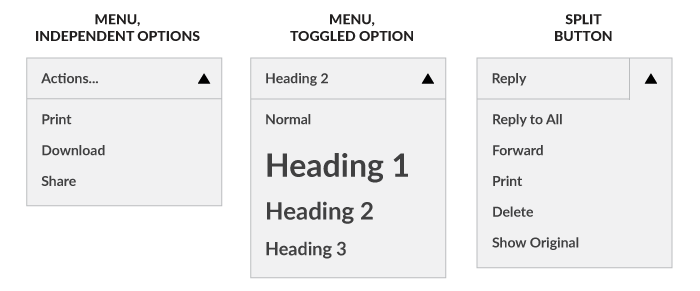 MENU,
INDEPENDENT OPTIONS
Actions...
Print
Download
Share
MENU,
TOGGLED OPTION
Heading 2
Normal
Heading 1
Heading 2
Heading 3
SPLIT
BUTTON
Reply
Reply to All
Forward
Print
Delete
Show Original